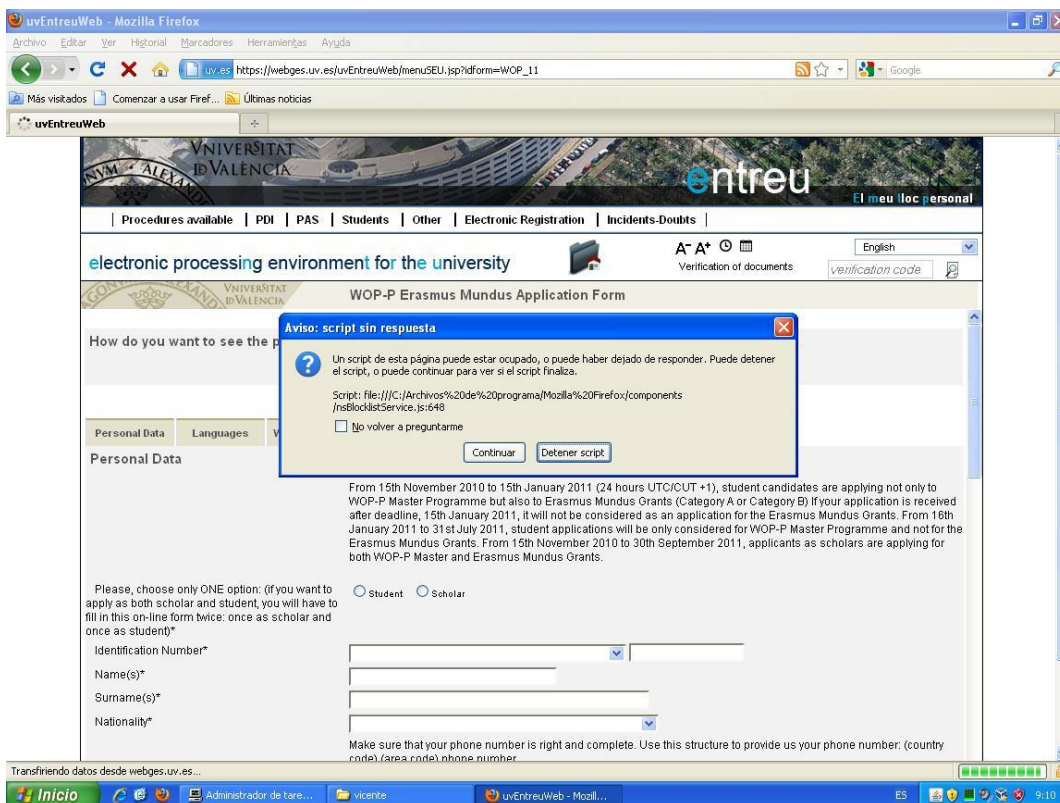 uvEntreuWeb - Mozilla Firefox
Archivo Editar Ver Historial Marcadores Herramientas Ayuda
uv.es https://webges.uv.es/uvEntreuWeb/menuSEU.jsp?idform=WOP_11 Google
Más visitados Comenzar a usar Firef... Últimas noticias
uvEntreuWeb
VNIVERSITAT
ID VALÈNCIA
entreu
El meu lloc personal
Procedures available | PDI | PAS | Students | Other | Electronic Registration | Incidents-Doubts |
electronic processing environment for the university
A- A+
Verification of documents
English
verification code
VNIVERSITAT
ID VALÈNCIA
WOP-P Erasmus Mundus Application Form
How do you want to see the p
Aviso: script sin respuesta
Un script de esta página puede estar ocupado, o puede haber dejado de responder. Puede detener
el script, o puede continuar para ver si el script finaliza.
Script: file:///C:/Archivos%20de%20programa/Mozilla%20Firefox/components
/nsBlocklistService.js:648
No volver a preguntarme
Continuar Detener script
Personal Data Languages W
Personal Data
From 15th November 2010 to 15th January 2011 (24 hours UTC/CUT +1), student candidates are applying not only to
WOP-P Master Programme but also to Erasmus Mundus Grants (Category A or Category B) If your application is received
after deadline, 15th January 2011, it will not be considered as an application for the Erasmus Mundus Grants. From 16th
January 2011 to 31st July 2011, student applications will be only considered for WOP-P Master Programme and not for the
Erasmus Mundus Grants. From 15th November 2010 to 30th September 2011, applicants as scholars are applying for
both WOP-P Master and Erasmus Mundus Grants.
Please, choose only ONE option: (if you want to
apply as both scholar and student, you will have to
fill in this on-line form twice: once as scholar and
once as student)*
Student Scholar
Identification Number*
Name(s)*
Surname(s)*
Nationality*
Make sure that your phone number is right and complete. Use this structure to provide us your phone number: (country
code) (area code) phone number
Transfiriendo datos desde webges.uv.es...
Inicio Administrador de tare... vicente uvEntreuWeb - Mozill... ES 9:10